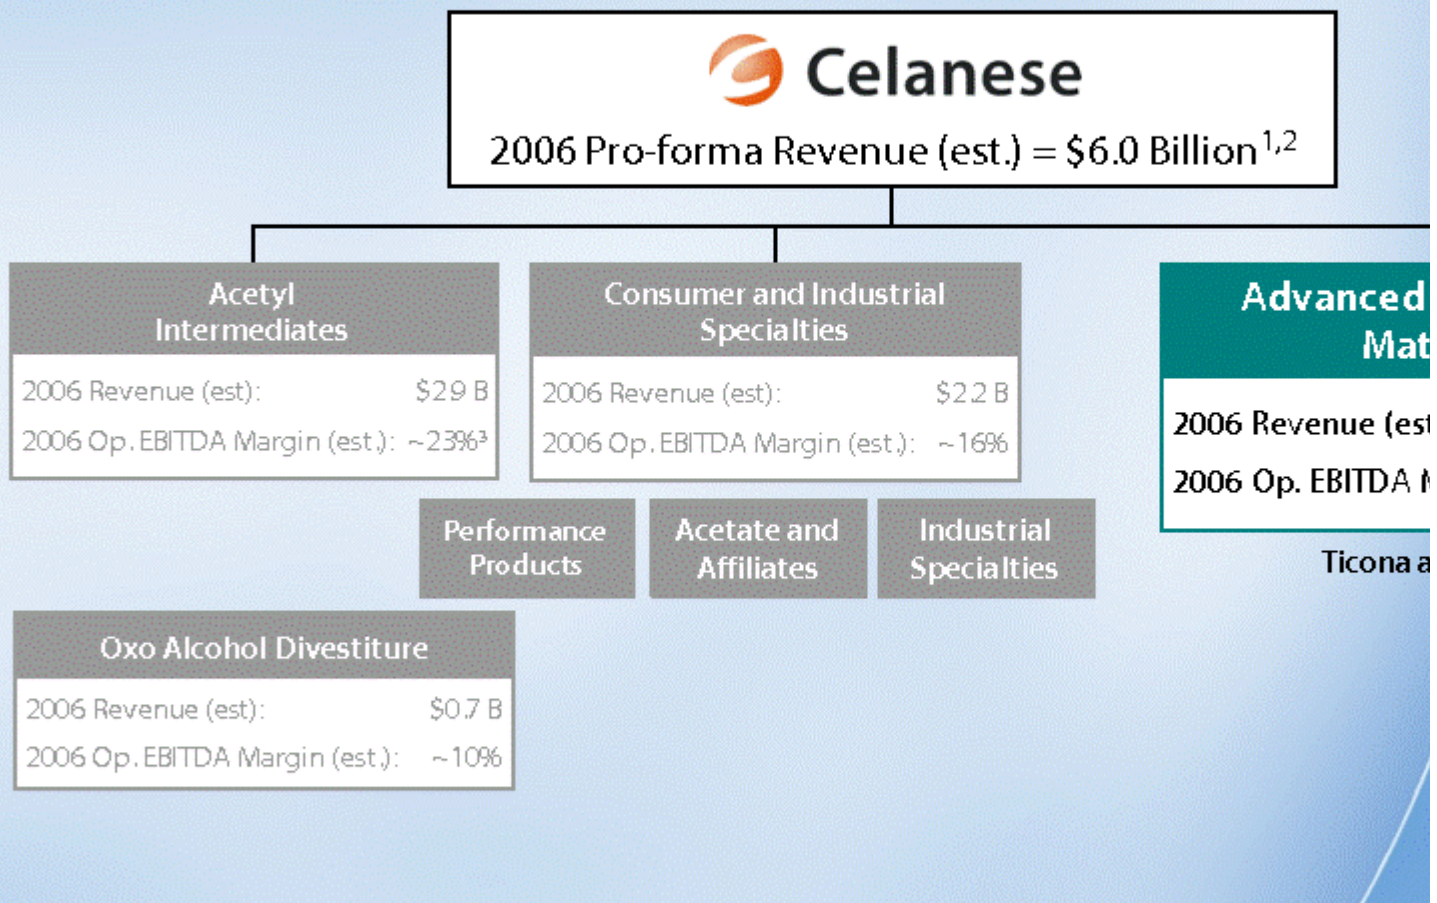 Celanese
2006 Pro-forma Revenue (est.) = $6.0 Billion1,2
Acetyl
Intermediates
2006 Revenue (est): $2.9 B
2006 Op. EBITDA Margin (est.): ~23%³
Consumer and Industrial
Specialties
2006 Revenue (est): $2.2 B
2006 Op. EBITDA Margin (est.): ~16%
Advanced
Mat
2006 Revenue (est
2006 Op. EBITDA M
Performance
Products
Acetate and
Affiliates
Industrial
Specialties
Ticona a
Oxo Alcohol Divestiture
2006 Revenue (est): $0.7 B
2006 Op. EBITDA Margin (est.): ~10%